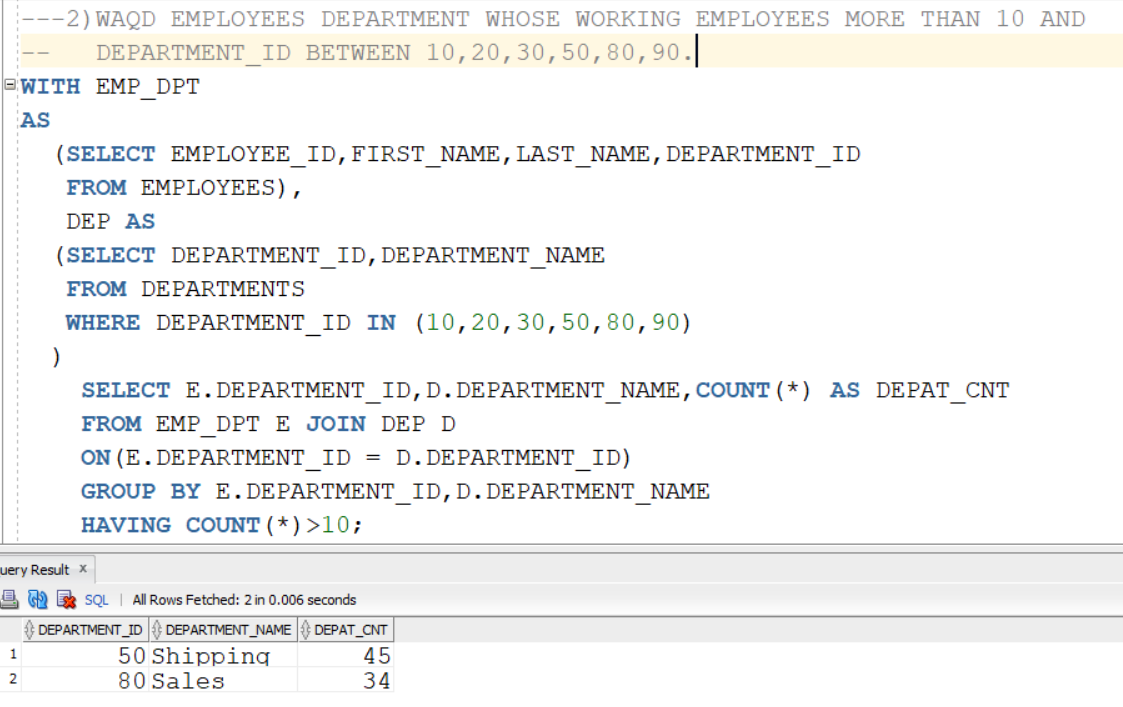 ---2)WAQD EMPLOYEES DEPARTMENT WHOSE WORKING EMPLOYEES MORE THAN 10 AND
--   DEPARTMENT_ID BETWEEN 10,20,30,50,80,90.
WITH EMP_DPT
AS
(SELECT EMPLOYEE_ID,FIRST_NAME,LAST_NAME,DEPARTMENT_ID
FROM EMPLOYEES),
DEP AS
(SELECT DEPARTMENT_ID,DEPARTMENT_NAME
FROM DEPARTMENTS
WHERE DEPARTMENT_ID IN (10,20,30,50,80,90)
)
SELECT E.DEPARTMENT_ID,D.DEPARTMENT_NAME,COUNT(*) AS DEPAT_CNT
FROM EMP_DPT E JOIN DEP D
ON(E.DEPARTMENT_ID = D.DEPARTMENT_ID)
GROUP BY E.DEPARTMENT_ID,D.DEPARTMENT_NAME
HAVING COUNT(*)>10;
uery Result x
SQL | All Rows Fetched: 2 in 0.006 seconds
DEPARTMENT_ID DEPARTMENT_NAME DEPAT_CNT
1 50 Shipping 45
2 80 Sales 34